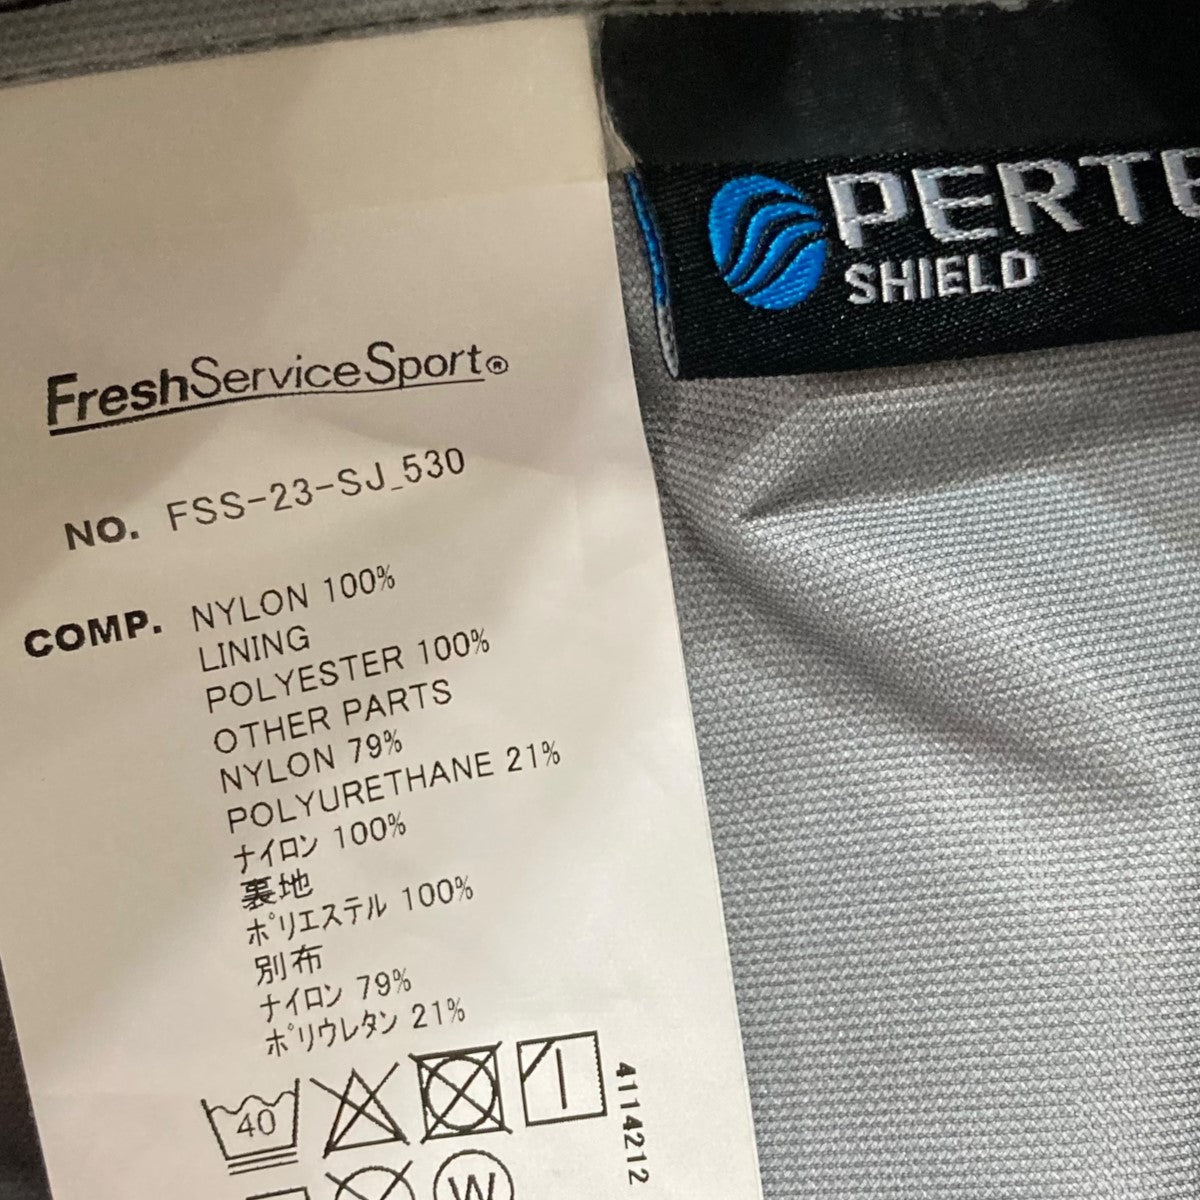 PERTE
SHIELD
FreshServiceSport®
NO. FSS-23-SJ_530
COMP. NYLON 100%
LINING
POLYESTER 100%
OTHER PARTS
NYLON 79%
POLYURETHANE 21%
ナイロン 100%
裏地
ポリエステル 100%
別布
ナイロン 79%
ポリウレタン 21%
40
4114212
W